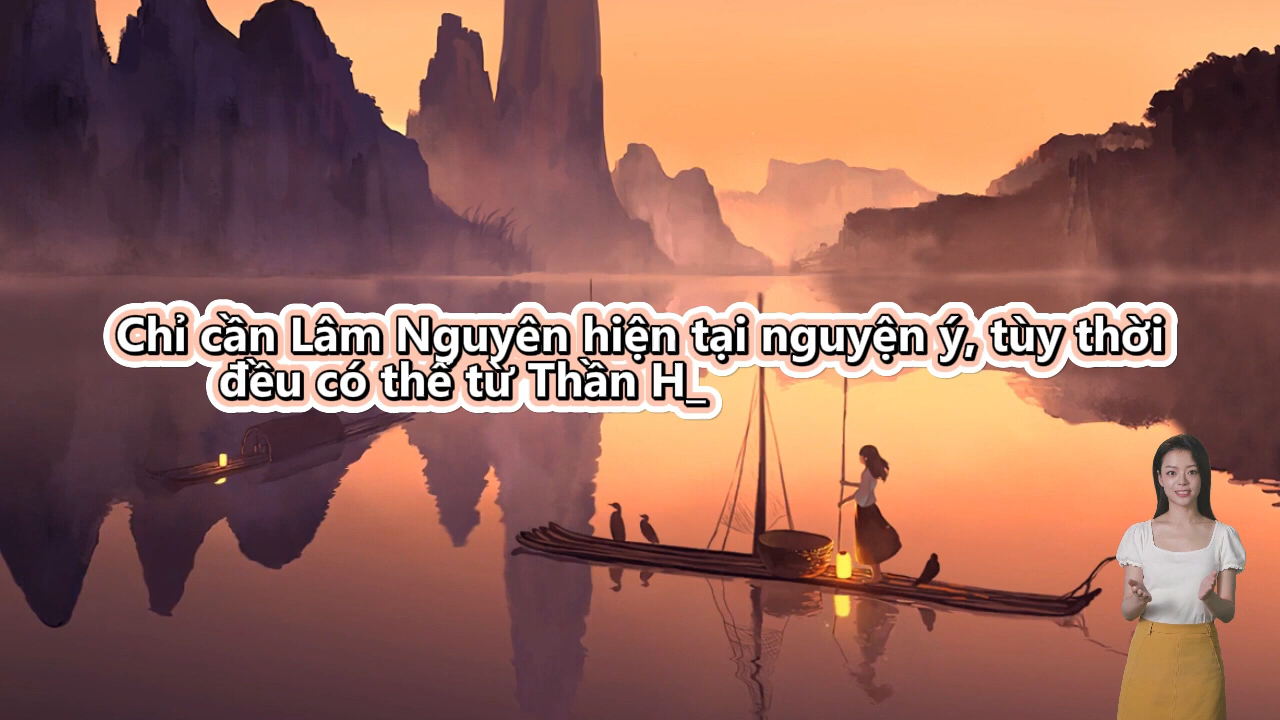 Chỉ cần Lâm Nguyên hiện tại nguyện ý, tùy thời
đều có thể từ Thần H_